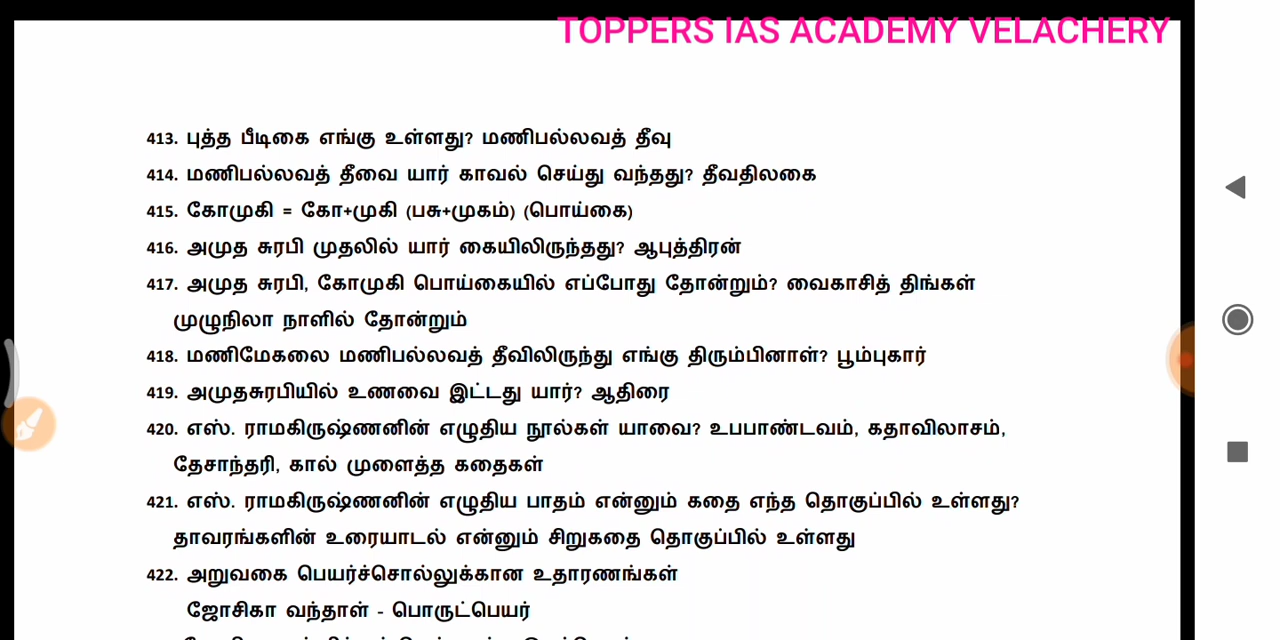 TOPPERS IAS ACADEMY VELACHERY
413. புத்த பீடிகை எங்கு உள்ளது? மணிபல்லவத் தீவு
414. மணிபல்லவத் தீவை யார் காவல் செய்து வந்தது? தீவதிலகை
415. கோமுகி = கோ+முகி (பசு+முகம்) (பொய்கை)
416. அமுத சுரபி முதலில் யார் கையிலிருந்தது? ஆபுத்திரன்
417. அமுத சுரபி, கோமுகி பொய்கையில் எப்போது தோன்றும்? வைகாசித் திங்கள்
முழுநிலா நாளில் தோன்றும்
418. மணிமேகலை மணிபல்லவத் தீவிலிருந்து எங்கு திரும்பினாள்? பூம்புகார்
419. அமுதசுரபியில் உணவை இட்டது யார்? ஆதிரை
420. எஸ். ராமகிருஷ்ணனின் எழுதிய நூல்கள் யாவை? உபபாண்டவம், கதாவிலாசம்,
தேசாந்தரி, கால் முளைத்த கதைகள்
421. எஸ். ராமகிருஷ்ணனின் எழுதிய பாதம் என்னும் கதை எந்த தொகுப்பில் உள்ளது?
தாவரங்களின் உரையாடல் என்னும் சிறுகதை தொகுப்பில் உள்ளது
422. அறுவகை பெயர்ச்சொல்லுக்கான உதாரணங்கள்
ஜோசிகா வந்தாள் - பொருட்பெயர்